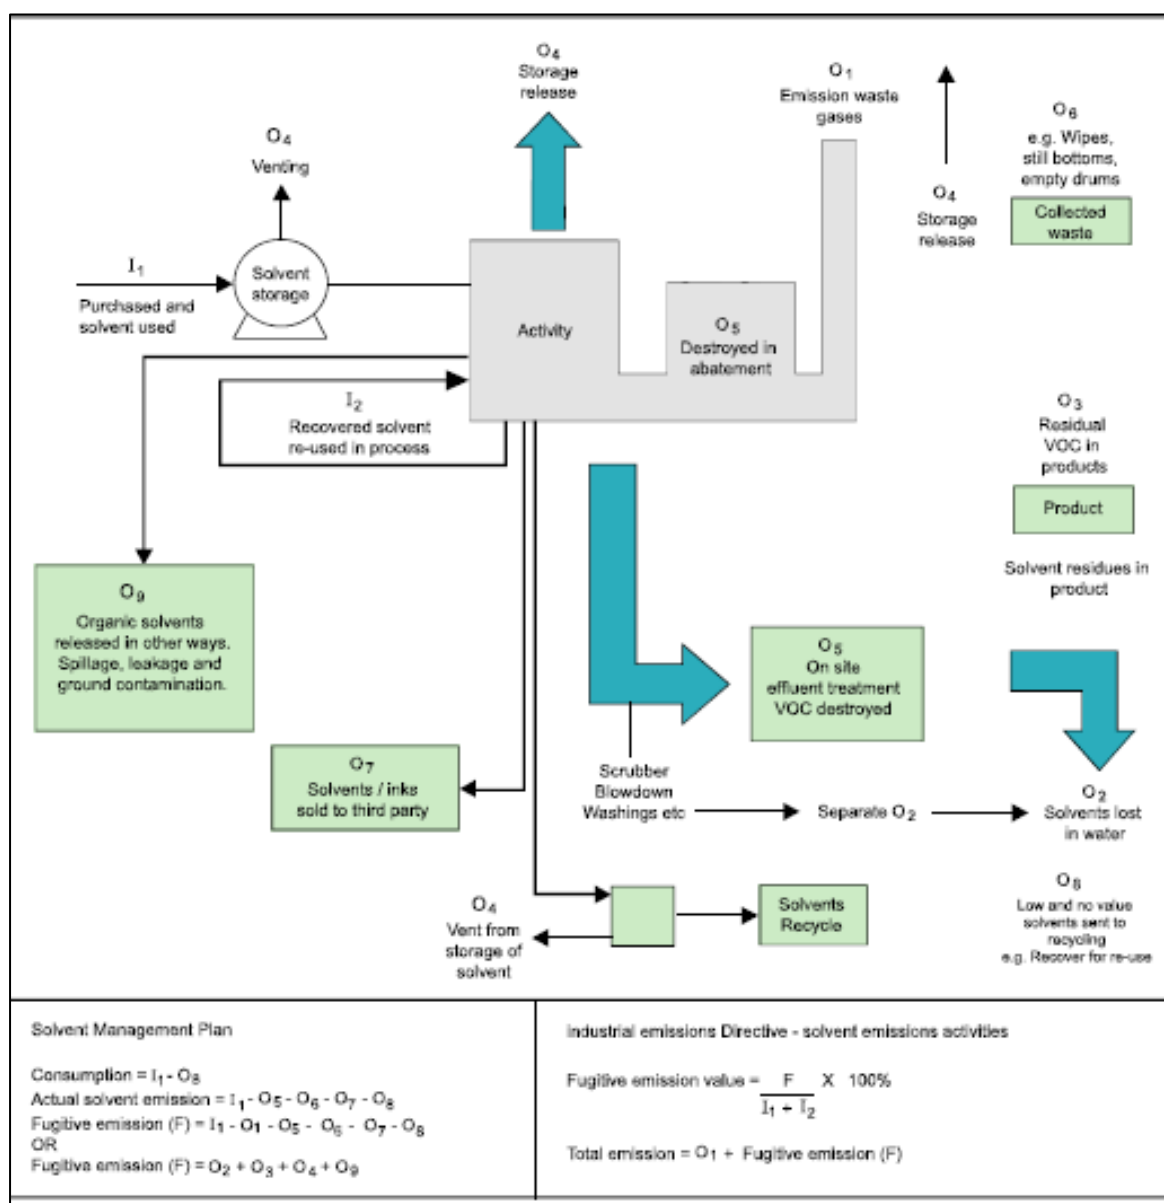 O4
Storage
release
O1
Emission waste
gases
O6
e.g. Wipes,
still bottoms,
empty drums
Collected
waste
O4
Venting
O4
Storage
release
I1
Purchased and
solvent used
Solvent
storage
Activity
O5
Destroyed in
abatement
I2
Recovered solvent
re-used in process
O3
Residual
VOC in
products
Product
Solvent residues in
product
O9
Organic solvents
released in other ways.
Spillage, leakage and
ground contamination.
O5
On site
effluent treatment
VOC destroyed
O7
Solvents / inks
sold to third party
Scrubber
Blowdown
Washings etc
Separate O2
O2
Solvents lost
in water
O4
Vent from
storage of
solvent
Solvents
Recycle
O8
Low and no value
solvents sent to
recycling
e.g. Recover for re-use
Solvent Management Plan
Consumption = I1 - O8
Actual solvent emission = I1 - O5 - O6 - O7 - O8
Fugitive emission (F) = I1 - O1 - O5 - O6 - O7 - O8
OR
Fugitive emission (F) = O2 + O3 + O4 + O9
Industrial emissions Directive - solvent emissions activities
Fugitive emission value = F / I1 + I2 X 100%
Total emission = O1 + Fugitive emission (F)